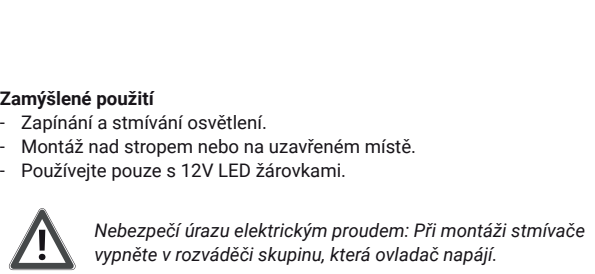 Zamýšlené použití
- Zapínání a stmívání osvětlení.
- Montáž nad stropem nebo na uzavřeném místě.
- Používejte pouze s 12V LED žárovkami.
Nebezpečí úrazu elektrickým proudem: Při montáži stmívače
vypněte v rozváděči skupinu, která ovladač napájí.